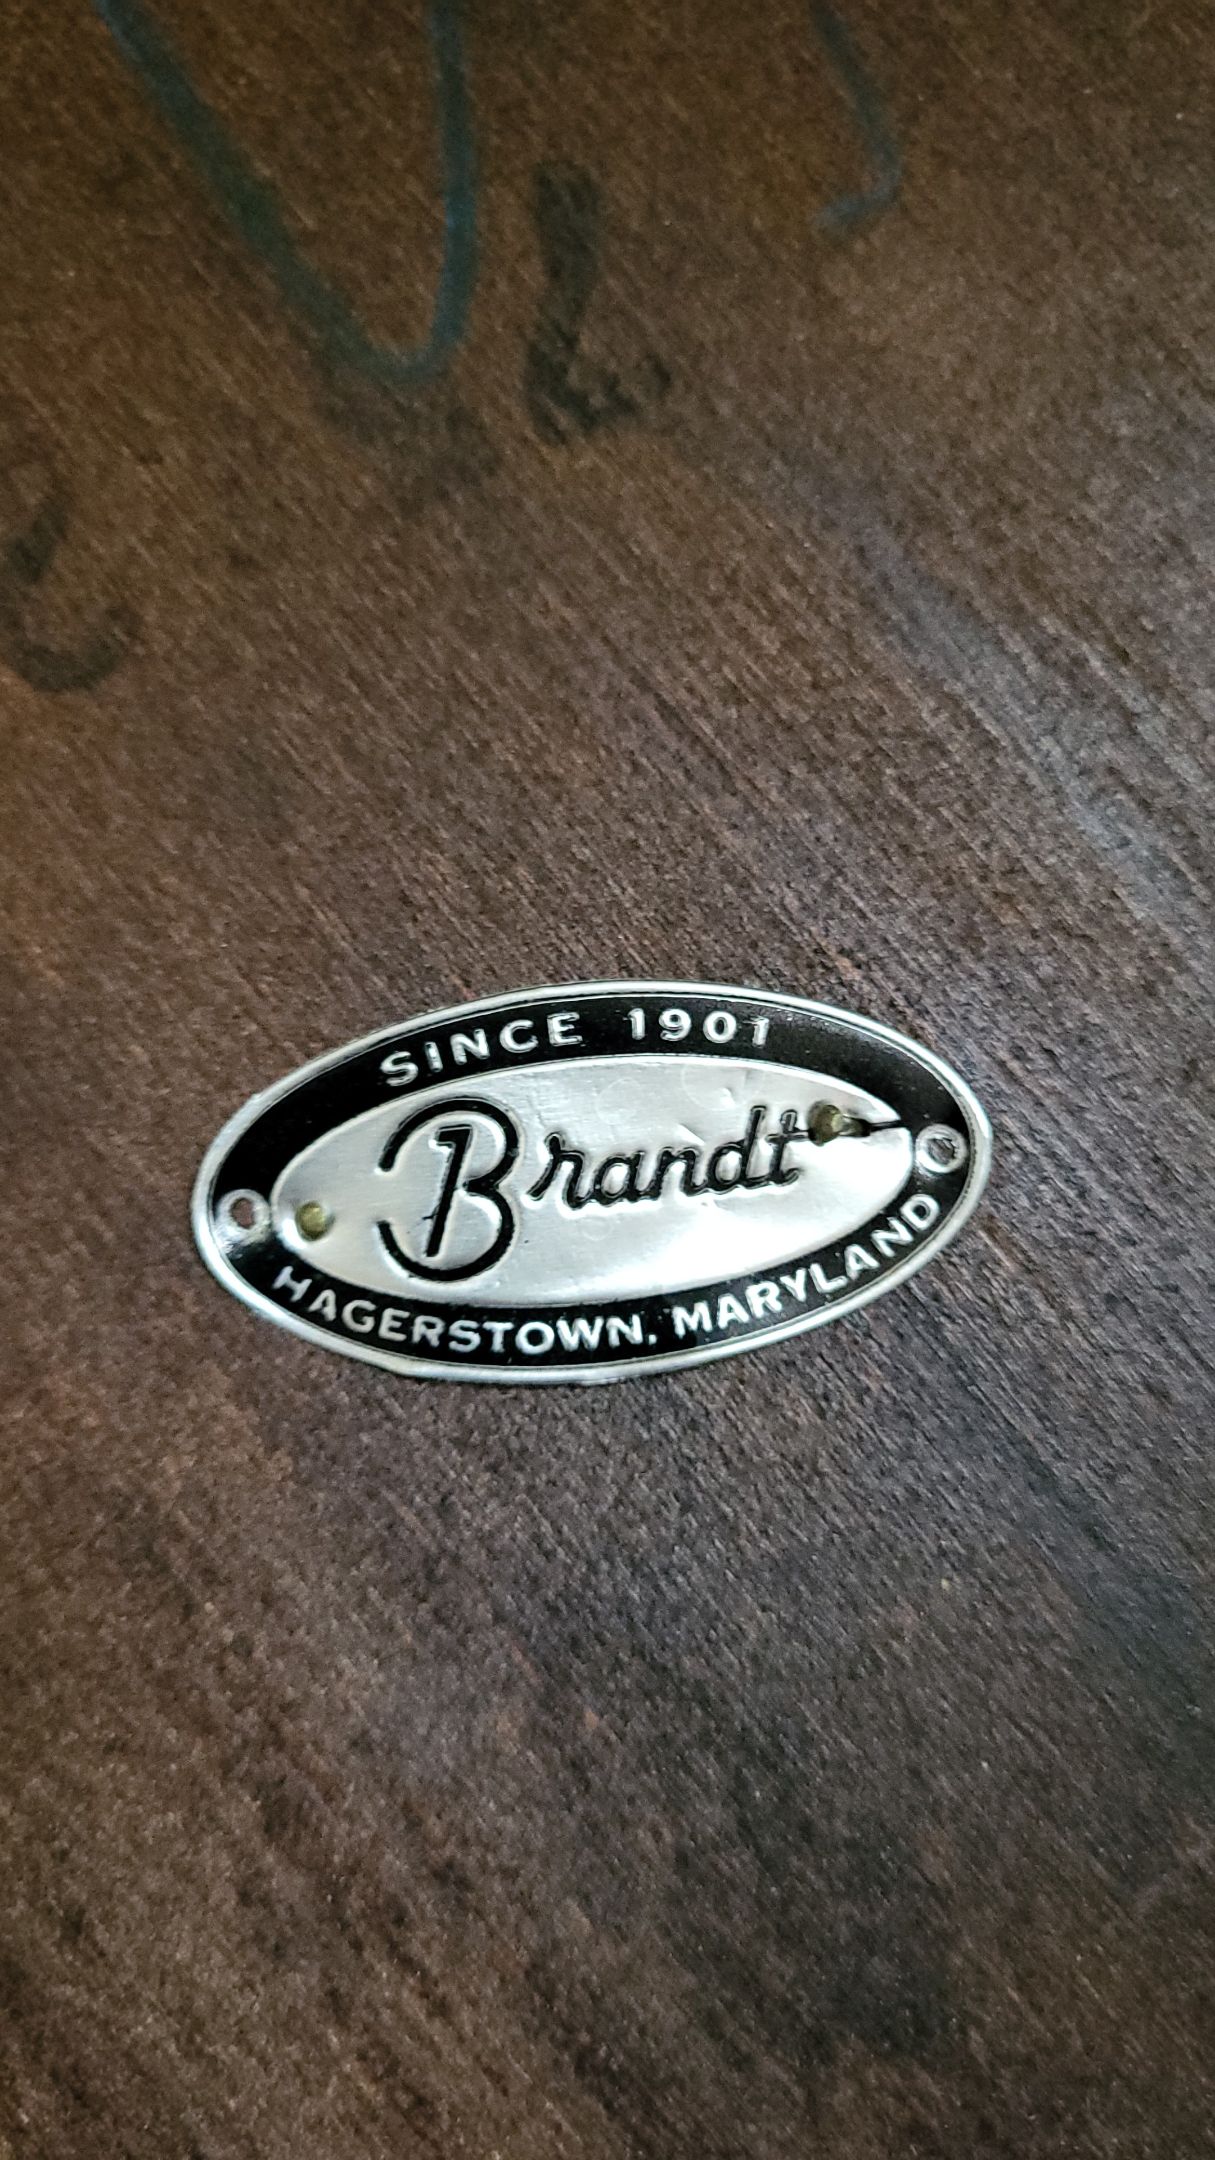 SINCE 1901
Brandt
HAGERSTOWN, MARYLAND